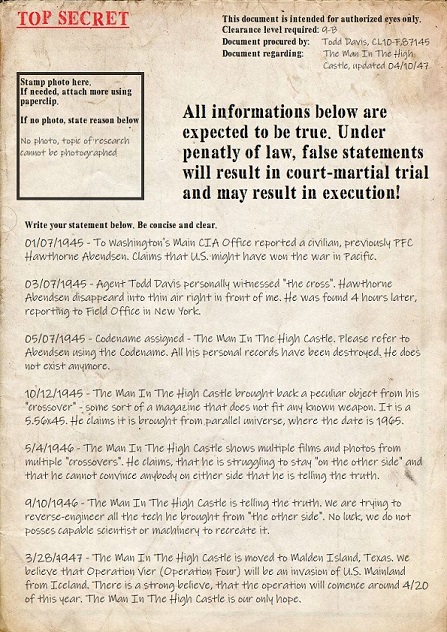 TOP SECRET
This document is intended for authorized eyes only.
Clearance level required: 9-B
Document procured by: Todd Davis, CL10-F,87145
Document regarding: The Man In The High
Castle, updated 04/10/47
Stamp photo here.
If needed, attach more using
paperclip.
If no photo, state reason below
No photo, topic of research
cannot be photographed
All informations below are
expected to be true. Under
penatly of law, false statements
will result in court-martial trial
and may result in execution!
Write your statement below. Be concise and clear.
01/07/1945 - To Washington's Main CIA Office reported a civilian, previously PFC
Hawthorne Abendsen. Claims that U.S. might have won the war in Pacific.
03/07/1945 - Agent Todd Davis personally witnessed "the cross". Hawthorne
Abendsen disappeard into thin air right in front of me. He was found 4 hours later,
reporting to Field Office in New York.
05/07/1945 - Codename assigned - The Man In The High Castle. Please refer to
Abendsen using the Codename. All his personal records have been destroyed. He does
not exist anymore.
10/12/1945 - The Man In The High Castle brought back a peculiar object from his
"crossover" - some sort of a magazine that does not fit any known weapon. It is a
5.56x45. He claims it is brought from parallel universe, where the date is 1965.
5/4/1946 - The Man In The High Castle shows multiple films and photos from
multiple "crossovers". He claims, that he is struggling to stay "on the other side" and
that he cannot convince anybody on either side that he is telling the truth.
9/10/1946 - The Man In The High Castle is telling the truth. We are trying to
reverse-engineer all the tech he brought from "the other side". No luck, we do not
posses capable scientist or machinery to recreate it.
3/28/1947 - The Man In The High Castle is moved to Malden Island, Texas. We
believe that Operation Vier (Operation Four) will be an invasion of U.S. Mainland
from Iceland. There is a strong believe, that the operation will comence around 4/20
of this year. The Man In The High Castle is our only hope.